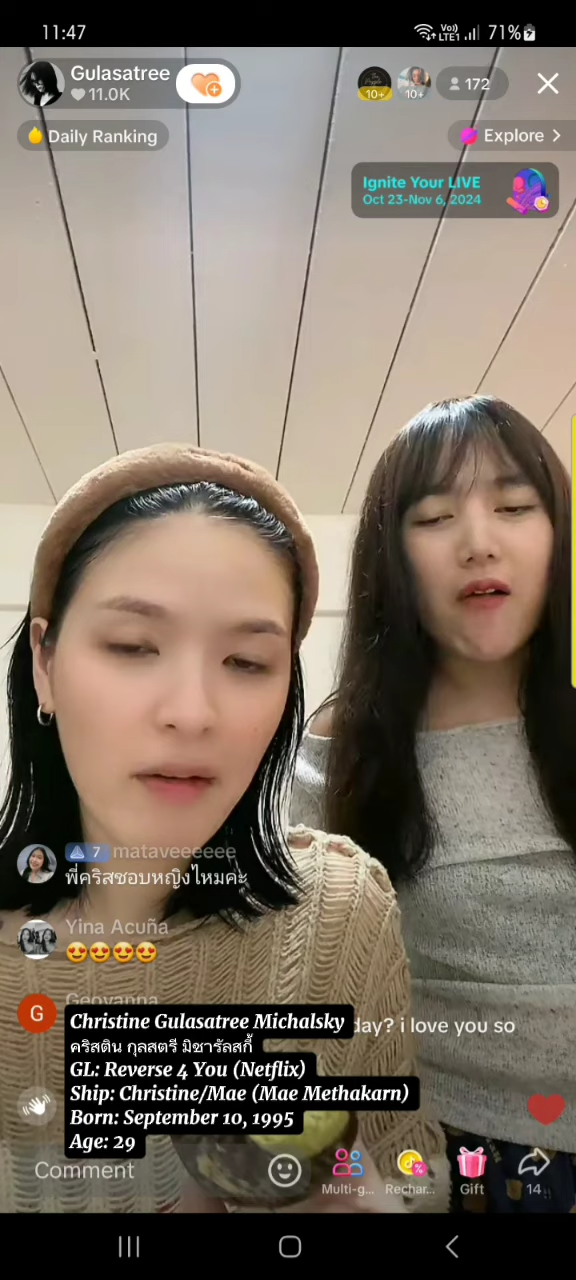 11:47
Vo))
LTE1
71%
Gulasatree
11.0K
10+
10+
172
Daily Ranking
Explore >
Ignite Your LIVE
Oct 23-Nov 6, 2024
7 mataveeeeee
พี่คริสชอบหญิงไหมคะ
Yina Acuña
😍😍😍😍
G
Geovanna
day? i love you so
Christine Gulasatree Michalsky
คริสติน กุลสตรี มิชารัลสกี้
GL: Reverse 4 You (Netflix)
Ship: Christine/Mae (Mae Methakarn)
Born: September 10, 1995
Age: 29
Comment
Multi-g...
Rechar...
Gift
14